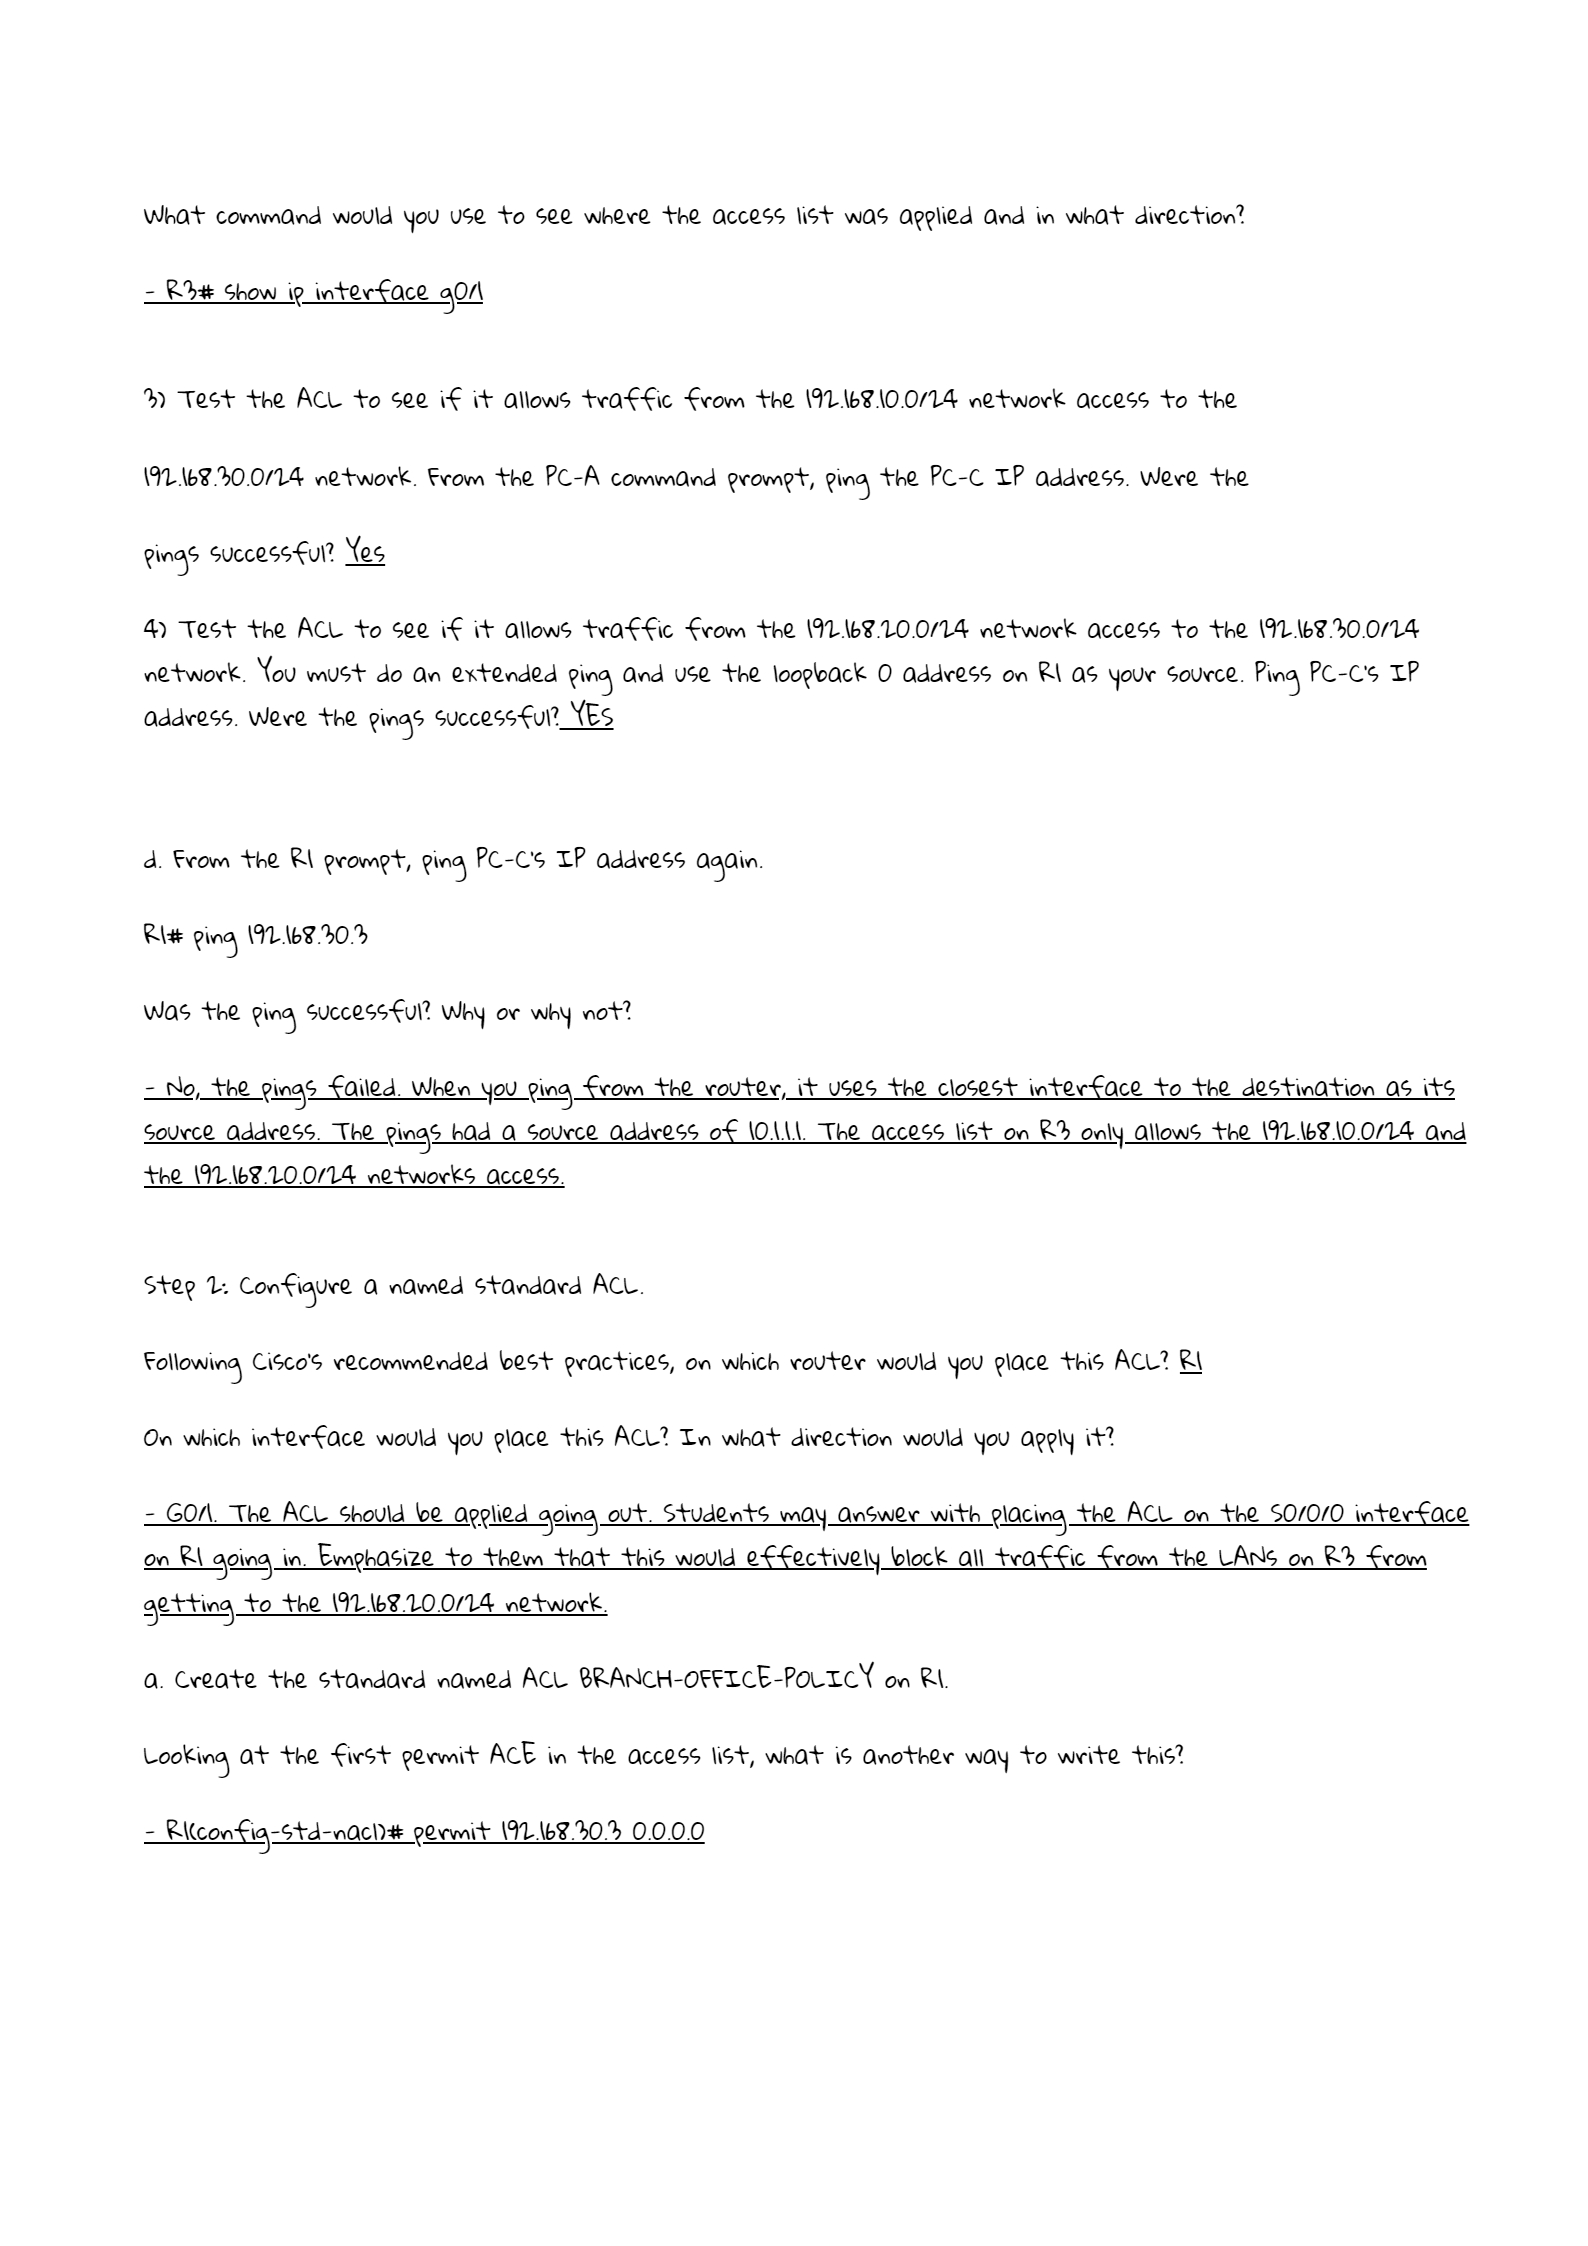 What command would you use to see where the access list was applied and in what direction?
- R3# show ip interface g0/1
3) Test the ACL to see if it allows traffic from the 192.168.10.0/24 network access to the
192.168.30.0/24 network. From the PC-A command prompt, ping the PC-C IP address. Were the
pings successful? Yes
4) Test the ACL to see if it allows traffic from the 192.168.20.0/24 network access to the 192.168.30.0/24
network. You must do an extended ping and use the loopback 0 address on R1 as your source. Ping PC-C's IP
address. Were the pings successful? YES
d. From the R1 prompt, ping PC-C's IP address again.
R1# ping 192.168.30.3
Was the ping successful? Why or why not?
- No, the pings failed. When you ping from the router, it uses the closest interface to the destination as its
source address. The pings had a source address of 10.1.1.1. The access list on R3 only allows the 192.168.10.0/24 and
the 192.168.20.0/24 networks access.
Step 2: Configure a named standard ACL.
Following Cisco's recommended best practices, on which router would you place this ACL? R1
On which interface would you place this ACL? In what direction would you apply it?
- G0/1. The ACL should be applied going out. Students may answer with placing the ACL on the S0/0/0 interface
on R1 going in. Emphasize to them that this would effectively block all traffic from the LANs on R3 from
getting to the 192.168.20.0/24 network.
a. Create the standard named ACL BRANCH-OFFICE-POLICY on R1.
Looking at the first permit ACE in the access list, what is another way to write this?
- R1(config-std-nacl)# permit 192.168.30.3 0.0.0.0